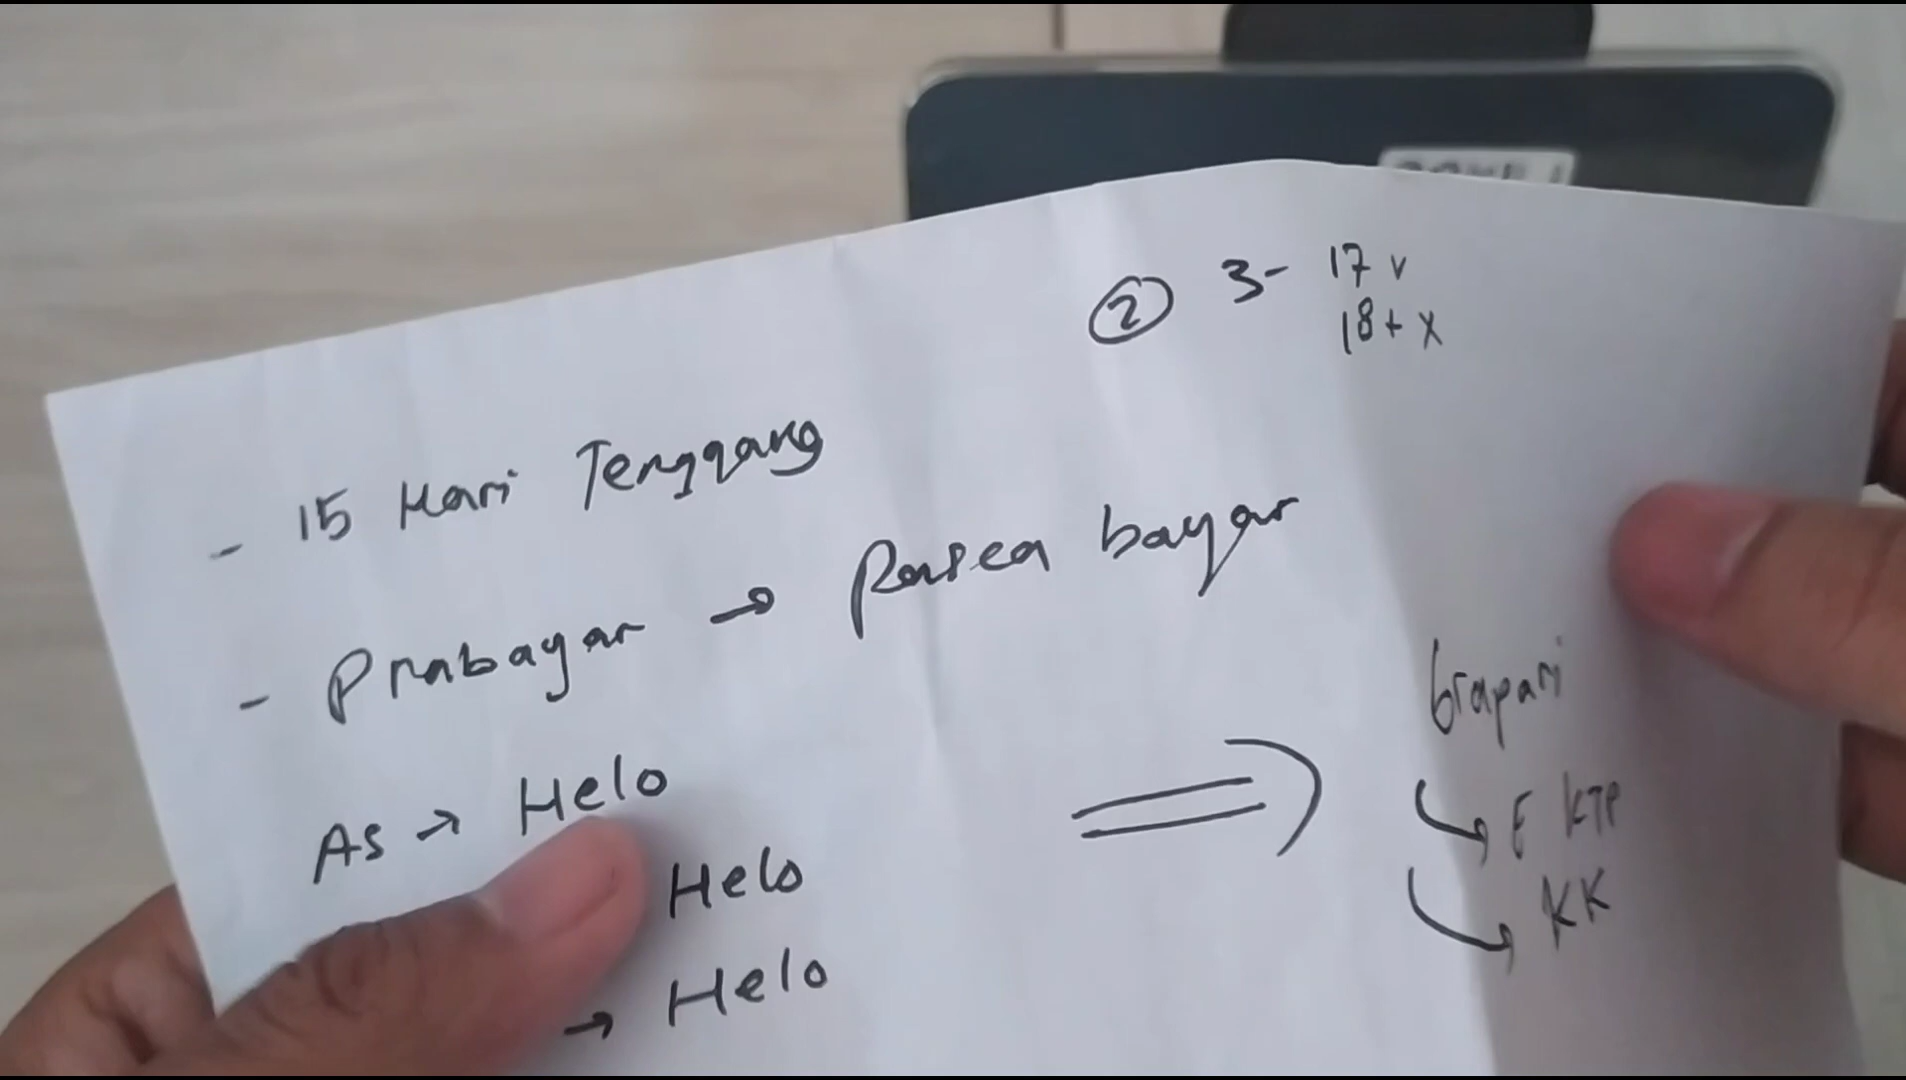 ② 3- 17 v
18+ x
- 15 Hari Tenggang
- Prabayar → Pasca bayar
As → Helo
Helo
→ Helo
⇒
Grapari
↳ E KTP
↳ KK